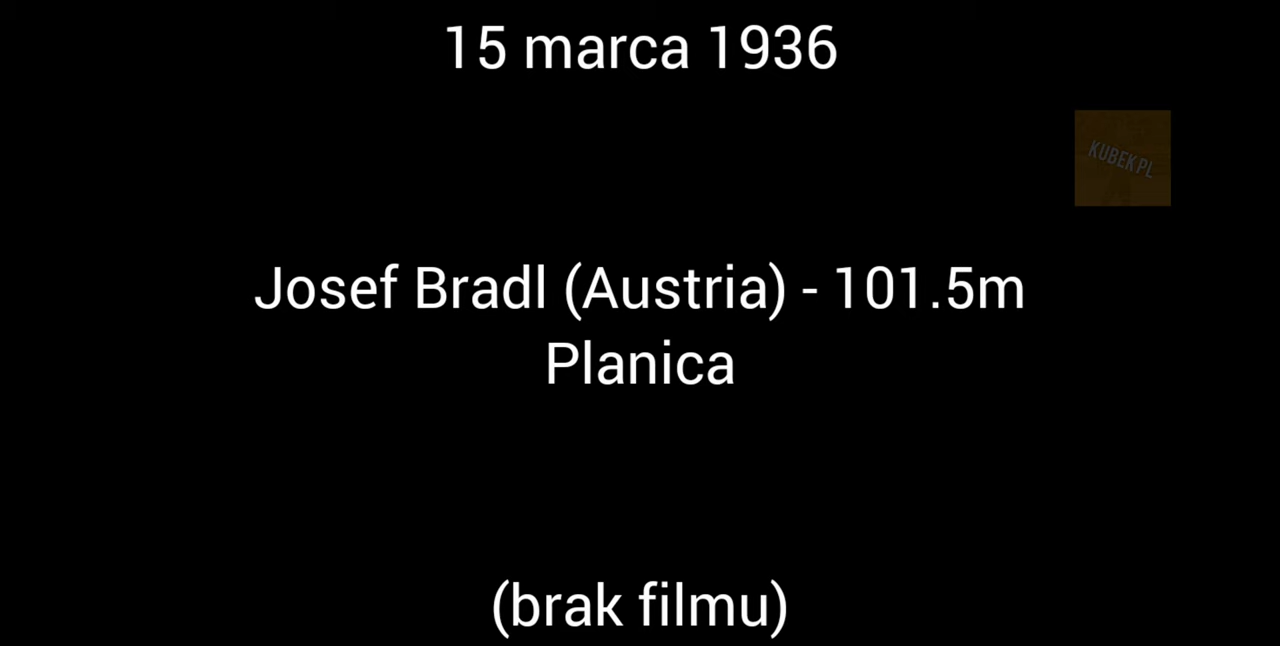 15 marca 1936
KUBEK.PL
Josef Bradl (Austria) - 101.5m
Planica
(brak filmu)